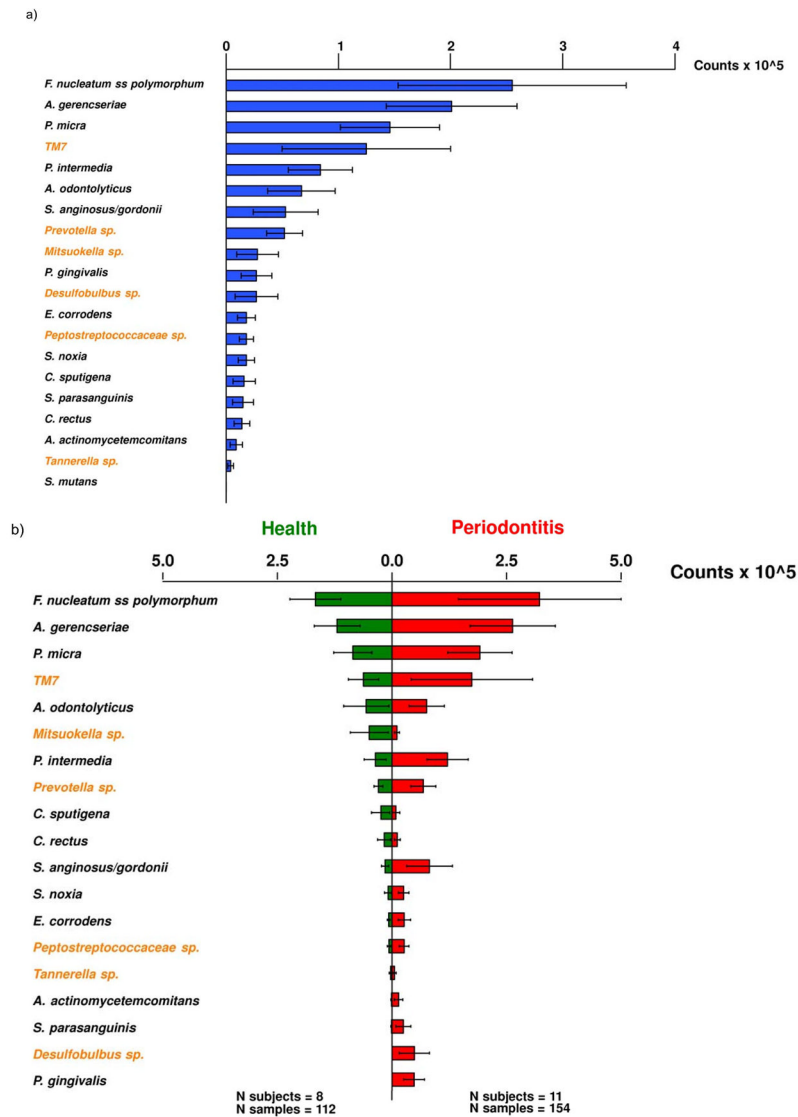 a)
0 1 2 3 4
Counts x 10^5
F. nucleatum ss polymorphum
A. gerencseriae
P. micra
TM7
P. intermedia
A. odontolyticus
S. anginosus/gordonii
Prevotella sp.
Mitsuokella sp.
P. gingivalis
Desulfobulbus sp.
E. corrodens
Peptostreptococcaceae sp.
S. noxia
C. sputigena
S. parasanguinis
C. rectus
A. actinomycetemcomitans
Tannerella sp.
S. mutans
b)
Health Periodontitis
5.0 2.5 0.0 2.5 5.0
Counts x 10^5
F. nucleatum ss polymorphum
A. gerencseriae
P. micra
TM7
A. odontolyticus
Mitsuokella sp.
P. intermedia
Prevotella sp.
C. sputigena
C. rectus
S. anginosus/gordonii
S. noxia
E. corrodens
Peptostreptococcaceae sp.
Tannerella sp.
A. actinomycetemcomitans
S. parasanguinis
Desulfobulbus sp.
P. gingivalis
N subjects = 8 N subjects = 11
N samples = 112 N samples = 154